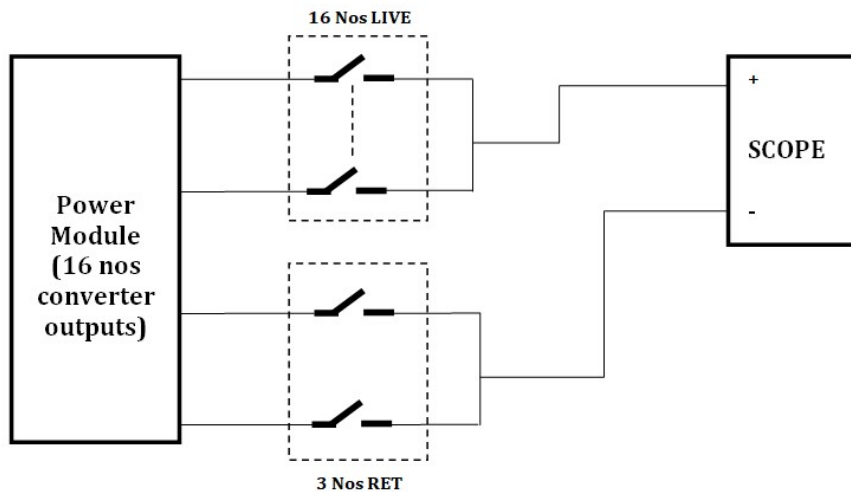 16 Nos LIVE
Power
Module
(16 nos
converter
outputs)
+
SCOPE
-
3 Nos RET